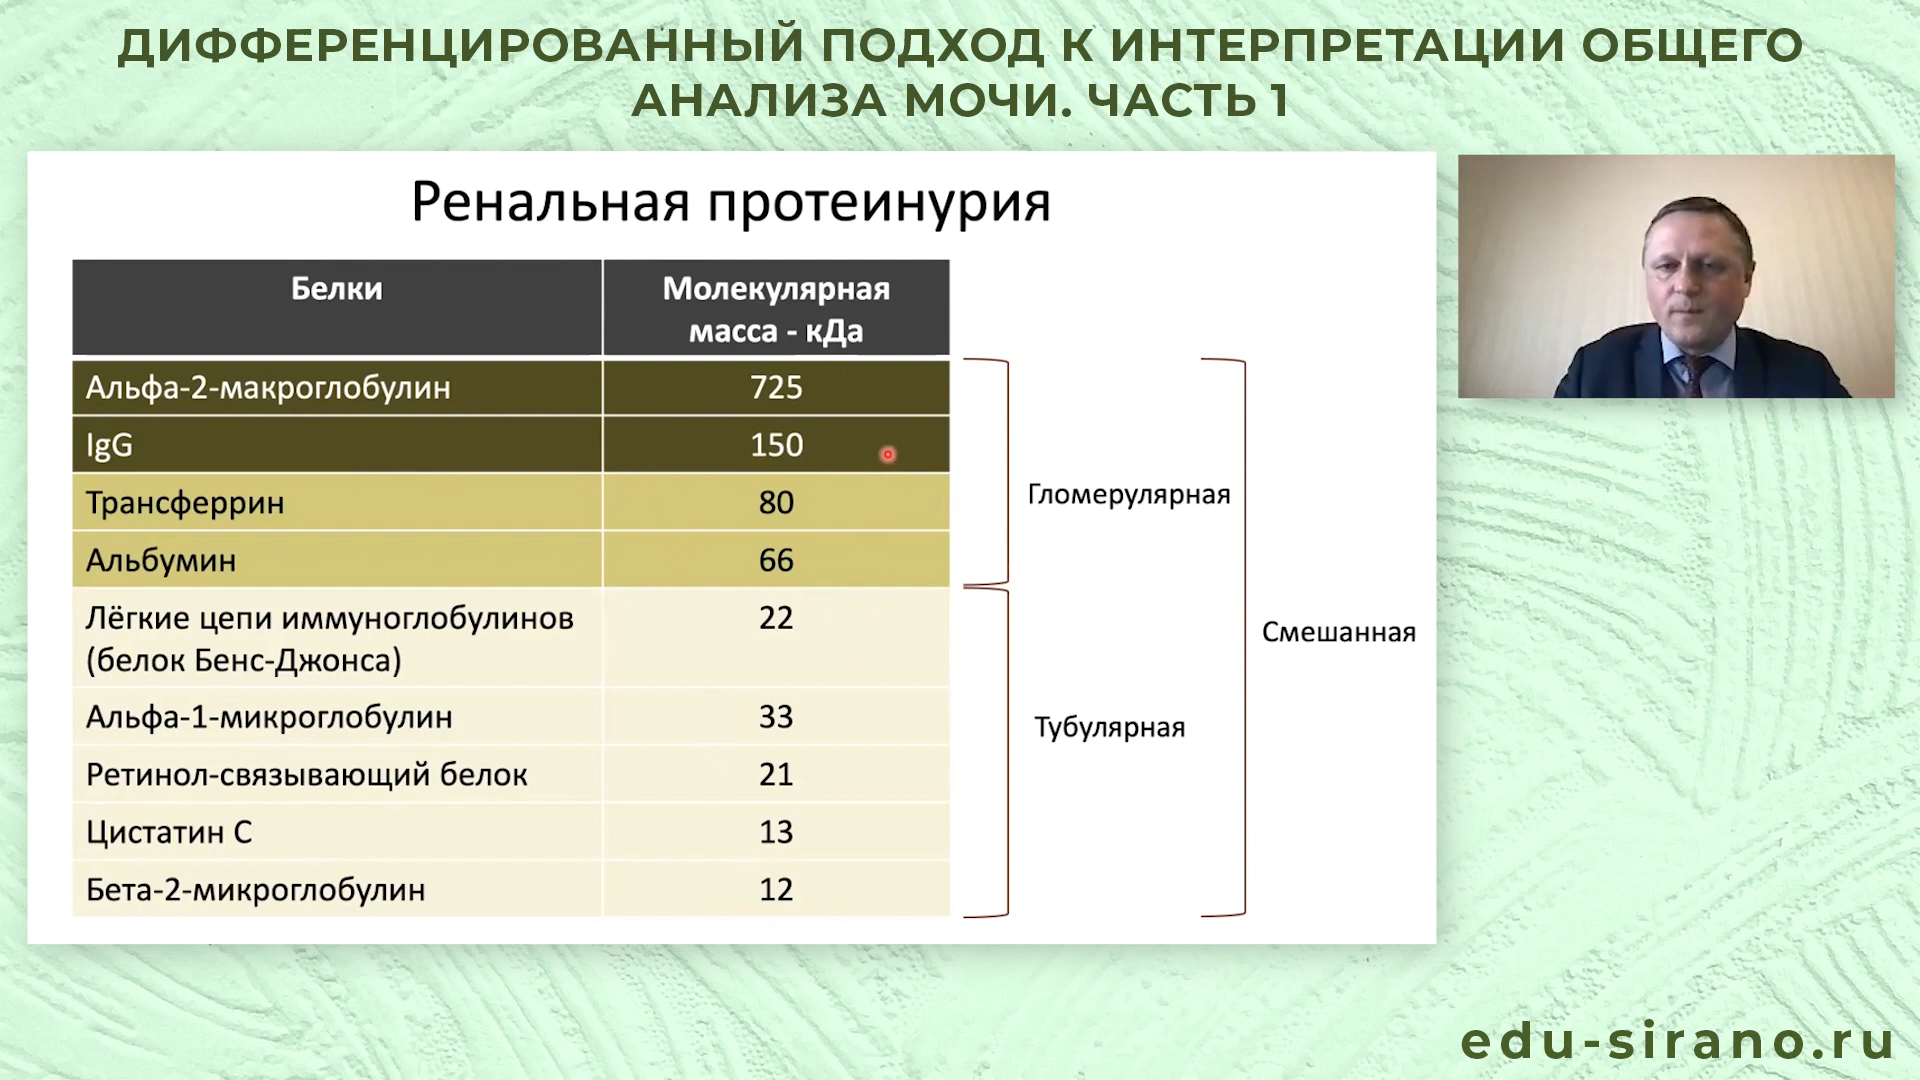 ДИФФЕРЕНЦИРОВАННЫЙ ПОДХОД К ИНТЕРПРЕТАЦИИ ОБЩЕГО
АНАЛИЗА МОЧИ. ЧАСТЬ 1
Ренальная протеинурия
Белки
Молекулярная
масса - кДа
Альфа-2-макроглобулин 725
IgG 150
Трансферрин 80
Альбумин 66
Лёгкие цепи иммуноглобулинов 22
(белок Бенс-Джонса)
Альфа-1-микроглобулин 33
Ретинол-связывающий белок 21
Цистатин С 13
Бета-2-микроглобулин 12
Гломерулярная
Тубулярная
Смешанная
edu-sirano.ru